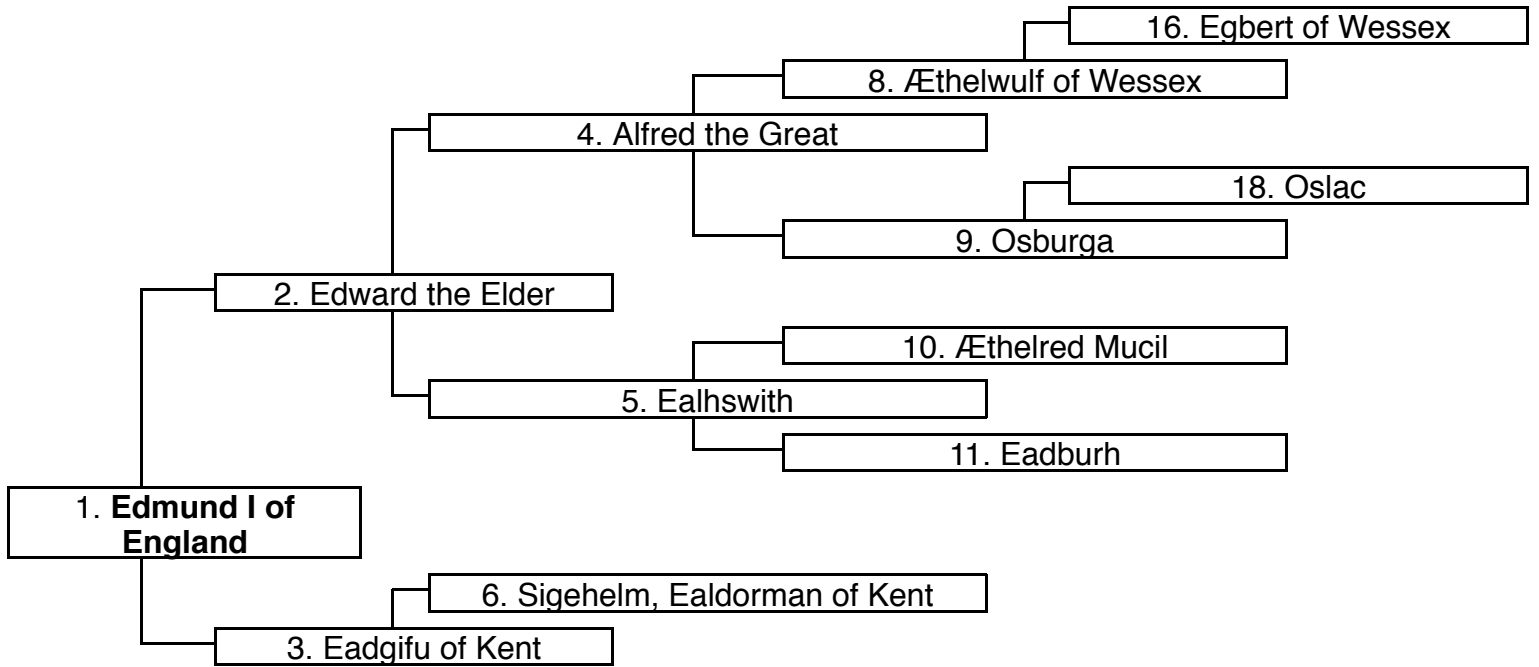 16. Egbert of Wessex
8. Æthelwulf of Wessex
4. Alfred the Great
18. Oslac
9. Osburga
2. Edward the Elder
10. Æthelred Mucil
5. Ealhswith
11. Eadburh
1. Edmund I of
England
6. Sigehelm, Ealdorman of Kent
3. Eadgifu of Kent